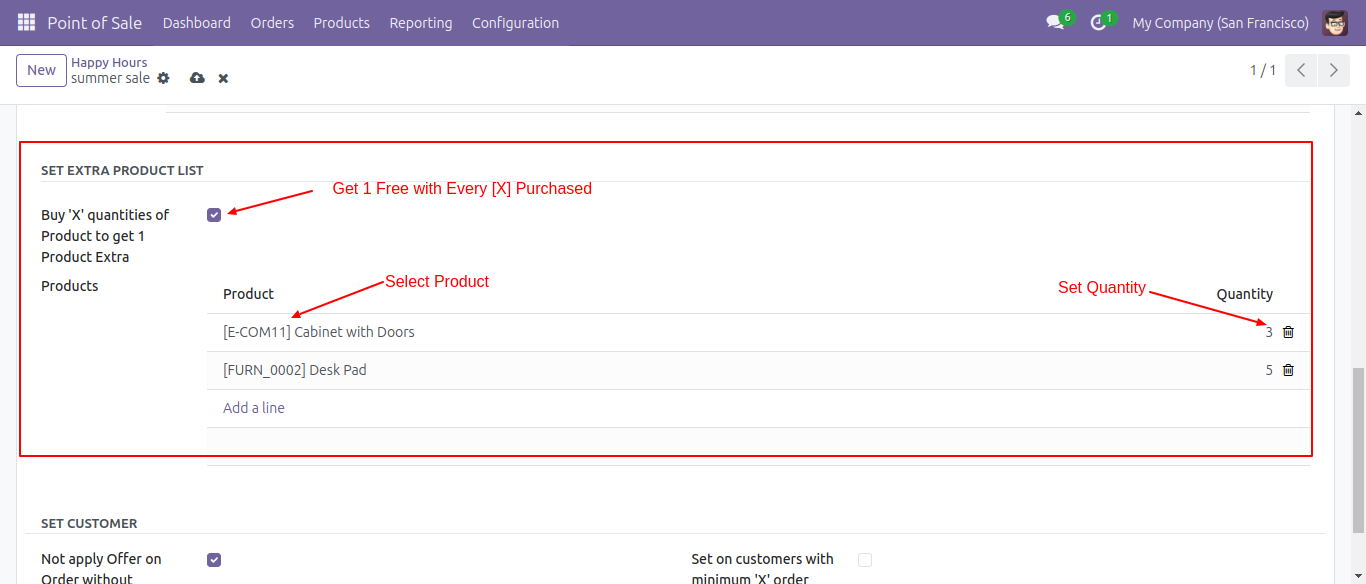 Point of Sale Dashboard Orders Products Reporting Configuration 6 1 My Company (San Francisco)
New Happy Hours
summer sale 1 / 1
SET EXTRA PRODUCT LIST
Get 1 Free with Every [X] Purchased
Buy 'X' quantities of
Product to get 1
Product Extra
Products
Select Product
Set Quantity
Product Quantity
[E-COM11] Cabinet with Doors 3
[FURN_0002] Desk Pad 5
Add a line
SET CUSTOMER
Not apply Offer on
Order without
Set on customers with
minimum 'X' order